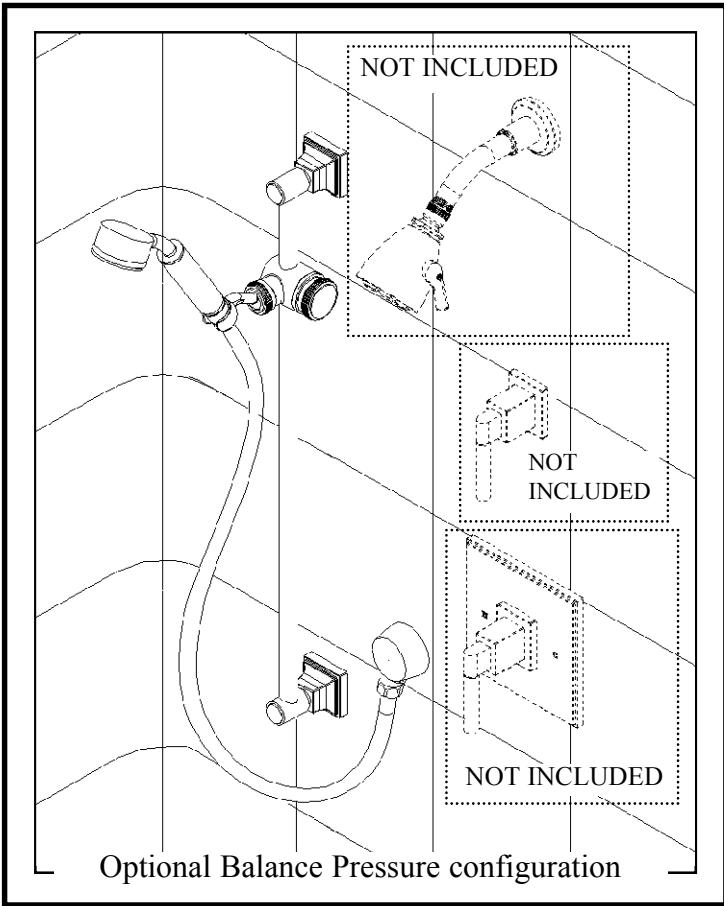 NOT INCLUDED
NOT
INCLUDED
NOT INCLUDED
Optional Balance Pressure configuration